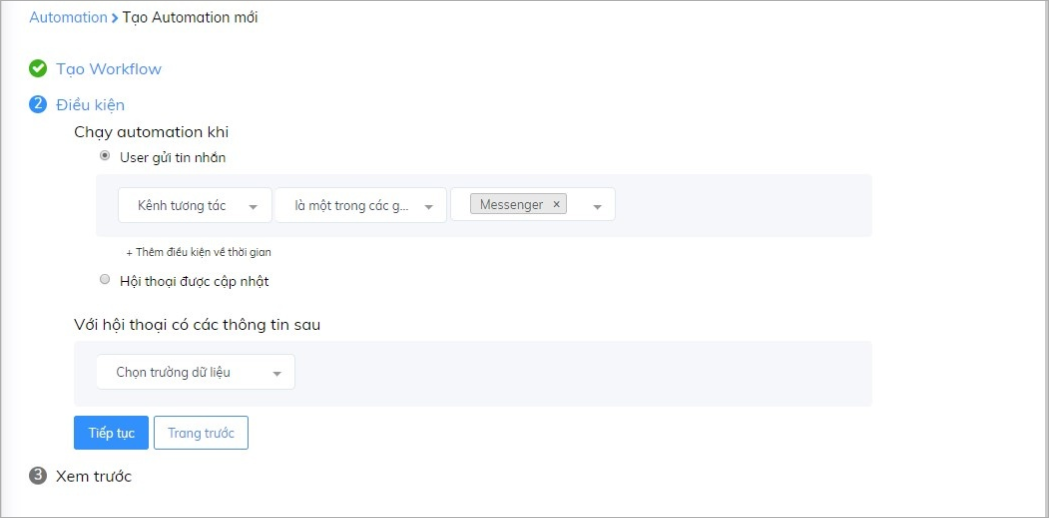 Automation > Tạo Automation mới
Tạo Workflow
2 Điều kiện
Chạy automation khi
User gửi tin nhắn
Kênh tương tác là một trong các g... Messenger ×
+ Thêm điều kiện về thời gian
Hội thoại được cập nhật
Với hội thoại có các thông tin sau
Chọn trường dữ liệu
Tiếp tục Trang trước
3 Xem trước